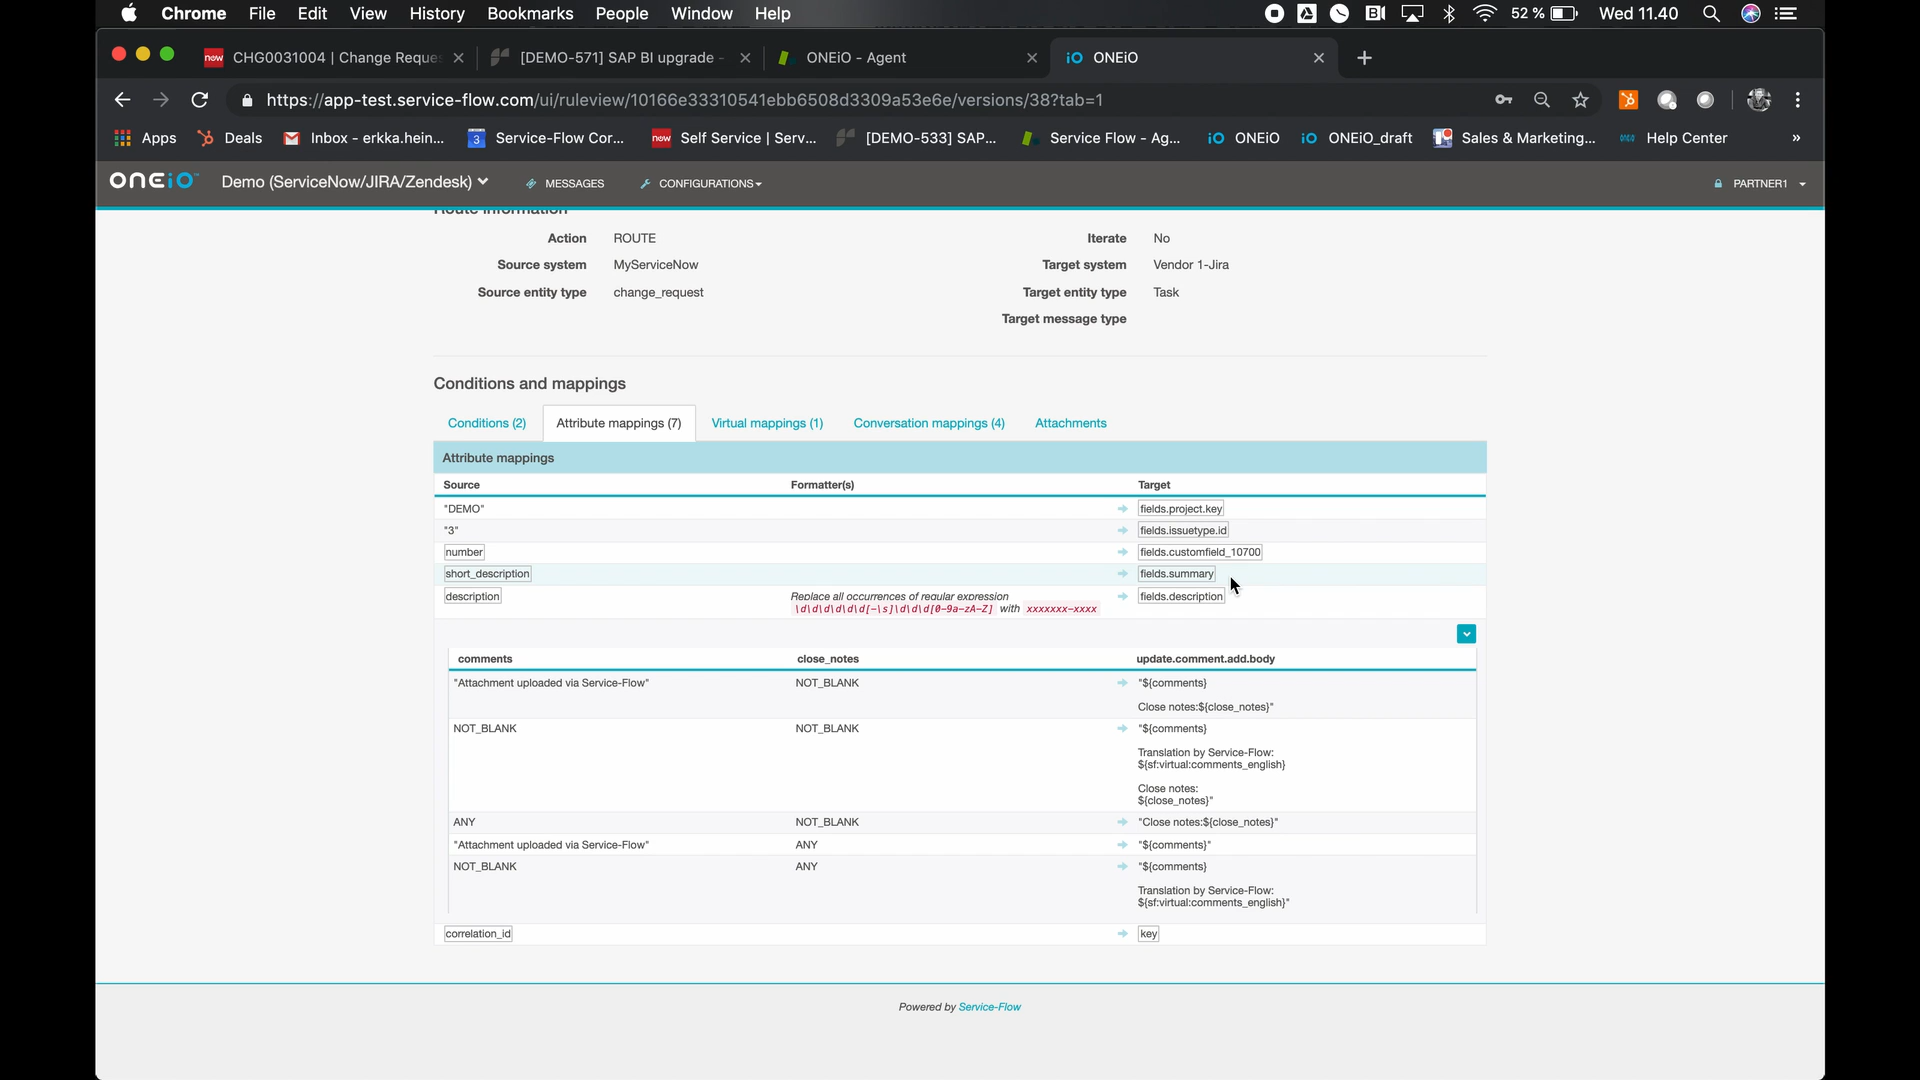 Chrome File Edit View History Bookmarks People Window Help 52 % Wed 11.40
now CHG0031004 | Change Reque [DEMO-571] SAP BI upgrade - ONEiO - Agent iO ONEiO
https://app-test.service-flow.com/ui/ruleview/10166e33310541ebb6508d3309a53e6e/versions/38?tab=1
Apps Deals Inbox - erkka.hein... 3 Service-Flow Cor... now Self Service | Serv... [DEMO-533] SAP... Service Flow - Ag... iO ONEiO iO ONEiO_draft Sales & Marketing... Help Center »
ONEiO Demo (ServiceNow/JIRA/Zendesk) MESSAGES CONFIGURATIONS PARTNER1
Route information
Action ROUTE Iterate No
Source system MyServiceNow Target system Vendor 1-Jira
Source entity type change_request Target entity type Task
Target message type
Conditions and mappings
Conditions (2) Attribute mappings (7) Virtual mappings (1) Conversation mappings (4) Attachments
Attribute mappings
Source Formatter(s) Target
"DEMO" fields.project.key
"3" fields.issuetype.id
number fields.customfield_10700
short_description fields.summary
description Replace all occurrences of regular expression fields.description
\d\d\d\d\d\d[-\s]\d\d\d[0-9a-zA-Z] with xxxxxxx-xxxx
comments close_notes update.comment.add.body
"Attachment uploaded via Service-Flow" NOT_BLANK "${comments}
Close notes:${close_notes}"
NOT_BLANK NOT_BLANK "${comments}
Translation by Service-Flow:
${sf:virtual:comments_english}
Close notes:
${close_notes}"
ANY NOT_BLANK "Close notes:${close_notes}"
"Attachment uploaded via Service-Flow" ANY "${comments}"
NOT_BLANK ANY "${comments}
Translation by Service-Flow:
${sf:virtual:comments_english}"
correlation_id key
Powered by Service-Flow